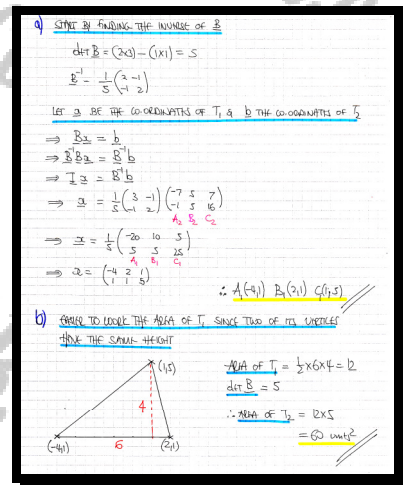 a) START BY FINDING THE INVERSE OF B
det B = (2×3) − (1×1) = 5
B⁻¹ = 1/5 (3 −1
−1 2)
LET a BE THE CO-ORDINATES OF T₁ & b THE CO-ORDINATES OF T₂
⇒ Ba = b
⇒ B⁻¹Ba = B⁻¹b
⇒ Ia = B⁻¹b
⇒ a = 1/5 (3 −1
−1 2) (−7 5 7
−1 5 16)
A₂ B₂ C₂
⇒ a = 1/5 (−20 10 5
5 5 25)
A₁ B₁ C₁
⇒ a = (−4 2 1
1 1 5)
∴ A₁(−4,1) B₁(2,1) C₁(1,5)
b) EASIER TO WORK THE AREA OF T₁ SINCE TWO OF ITS VERTICES
HAVE THE SAME HEIGHT
(1,5)
4
(−4,1)
6
(2,1)
AREA OF T₁ = ½×6×4 = 12
det B = 5
∴ AREA OF T₂ = 12×5
= 60 units²